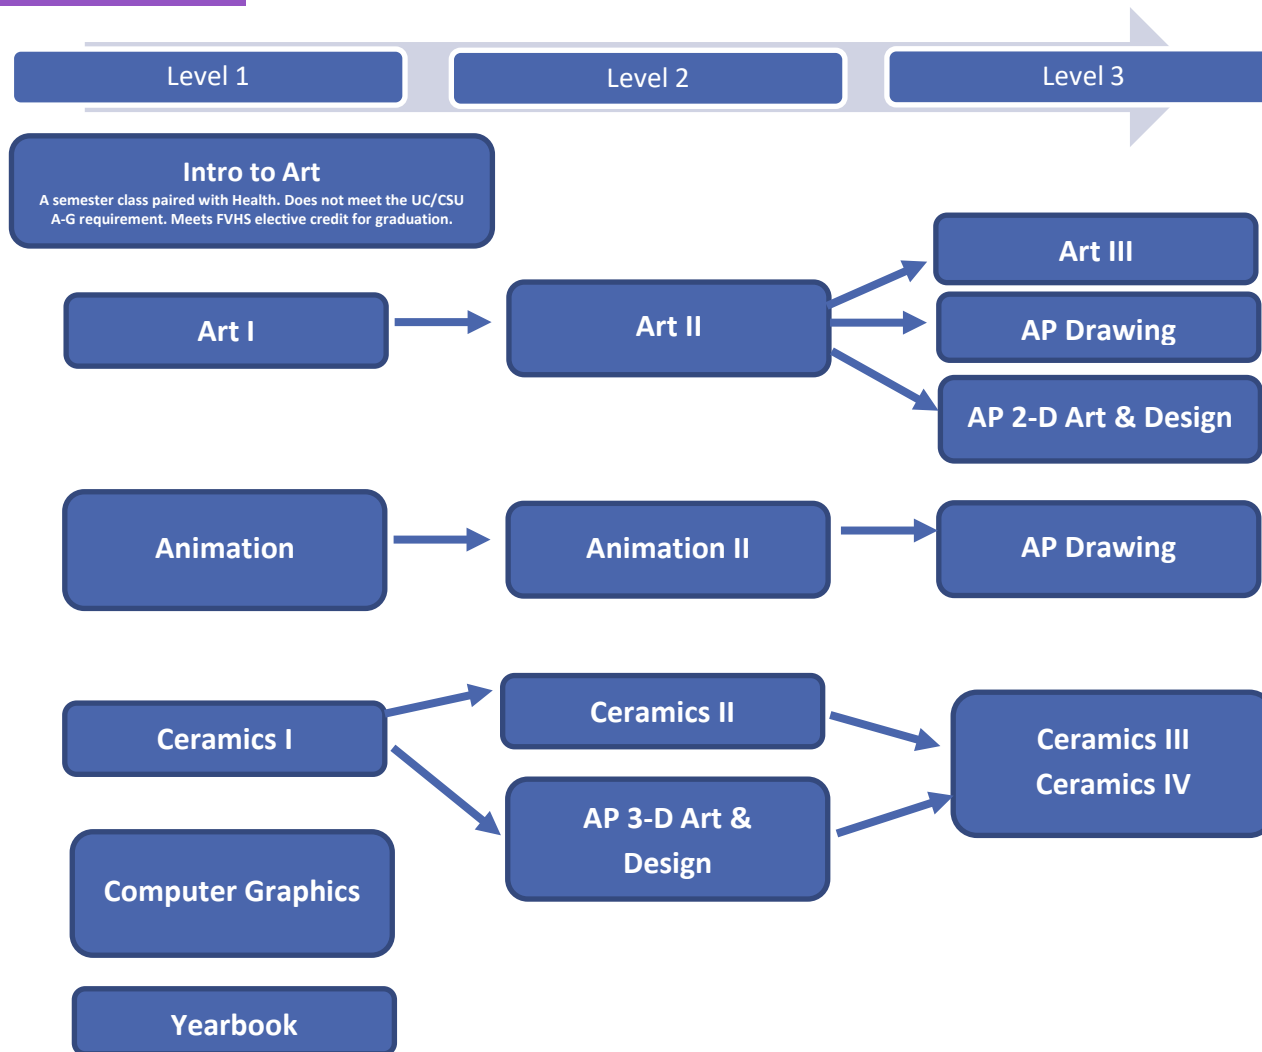 Level 1
Level 2
Level 3
Intro to Art
A semester class paired with Health. Does not meet the UC/CSU
A-G requirement. Meets FVHS elective credit for graduation.
Art I
Art II
Art III
AP Drawing
AP 2-D Art & Design
Animation
Animation II
AP Drawing
Ceramics I
Ceramics II
AP 3-D Art &
Design
Ceramics III
Ceramics IV
Computer Graphics
Yearbook